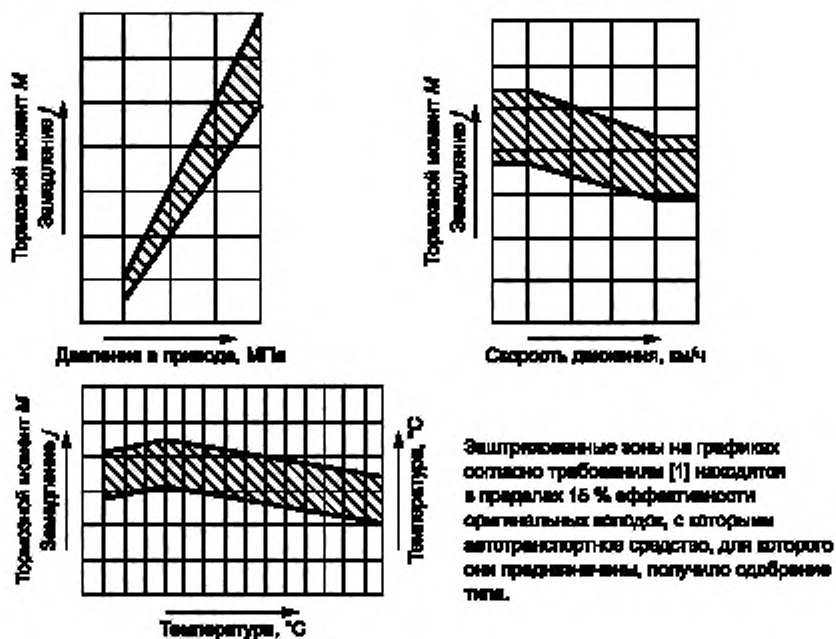 Тормозной момент M
Замедление j
Давление в приводе, МПа
Тормозной момент M
Замедление j
Скорость движения, км/ч
Тормозной момент M
Замедление j
Температура, °C
Температура, °C
Заштрихованные зоны на графиках
согласно требованиям [1] находятся
в пределах 15 % эффективности
оригинальных колодок, с которыми
автотранспортное средство, для которого
они предназначены, получило одобрение
типа.